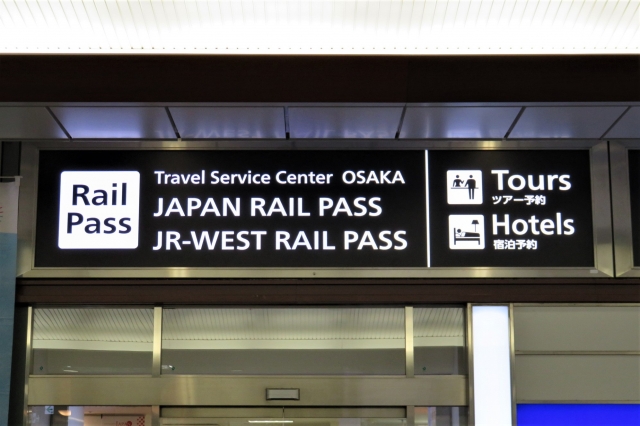 Rail
Pass
Travel Service Center OSAKA
JAPAN RAIL PASS
JR-WEST RAIL PASS
Tours
ツアー予約
Hotels
宿泊予約